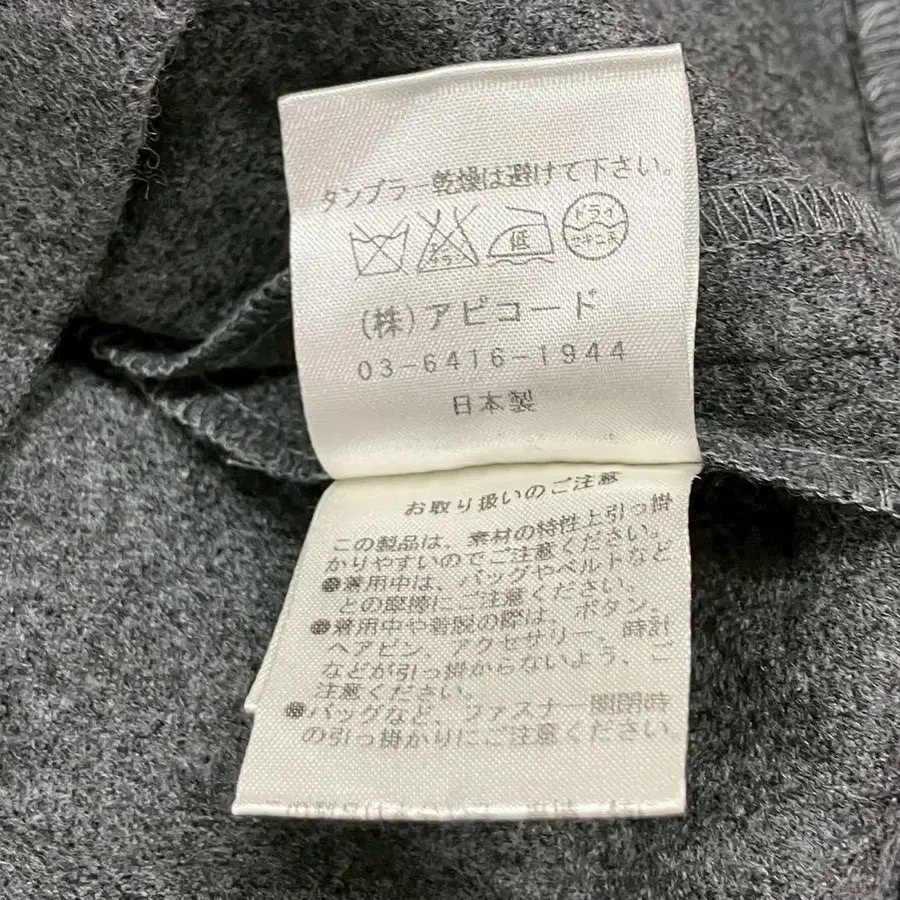 タンブラー乾燥は避けて下さい。
エンソ
サラシ
低
ドライ
セキユ系
(株)アピコード
03-6416-1944
日本製
お取り扱いのご注意
この製品は、素材の特性上引っ掛
かりやすいのでご注意ください。
●着用中は、バッグやベルトなど
との摩擦にご注意ください。
●着用中や着脱の際は、ボタン、
ヘアピン、アクセサリー、時計
などが引っ掛からないよう、ご
注意ください。
●バッグなど、ファスナー開閉時
の引っ掛かりにご注意ください